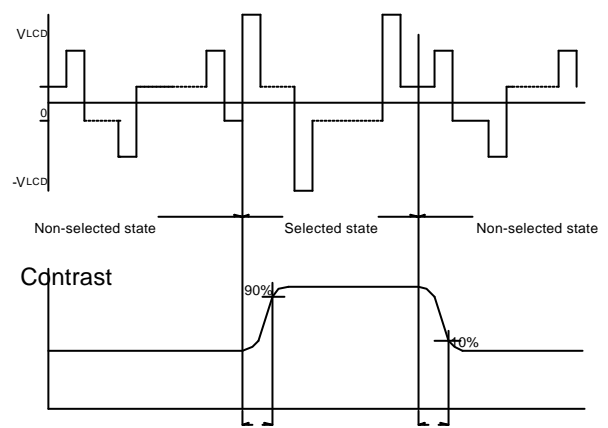 VLCD
0
-VLCD
Non-selected state
Selected state
Non-selected state
Contrast
90%
10%